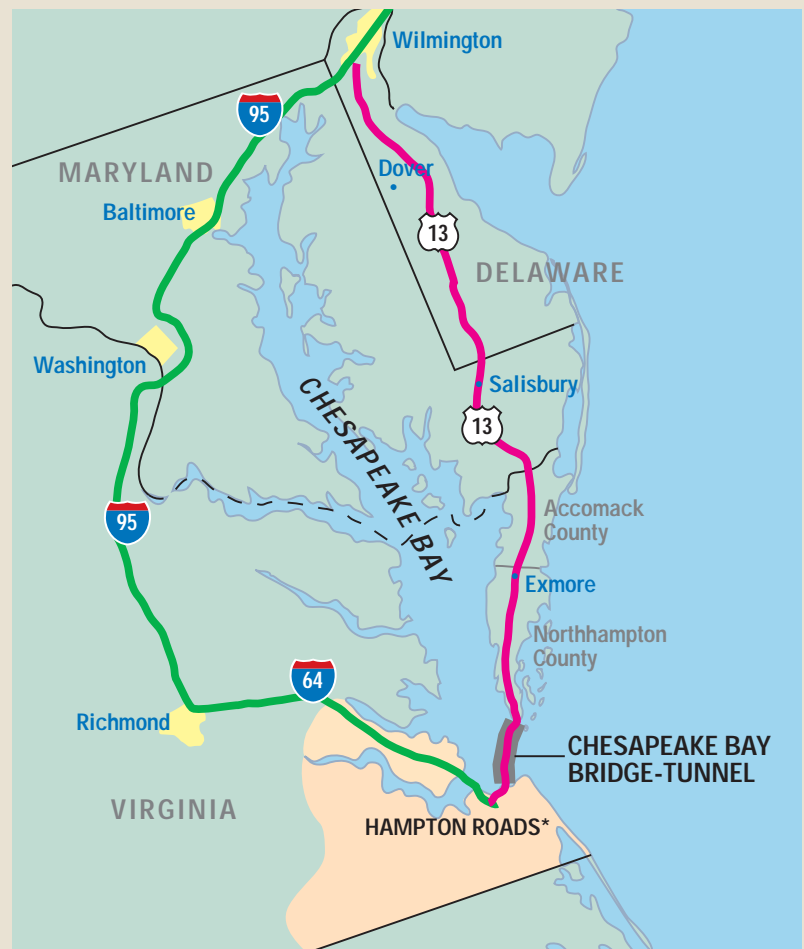 Wilmington
95
MARYLAND
Dover
Baltimore
13
DELAWARE
Washington
Salisbury
CHESAPEAKE BAY
13
95
Accomack
County
Exmore
Northhampton
County
64
Richmond
CHESAPEAKE BAY
BRIDGE-TUNNEL
VIRGINIA
HAMPTON ROADS*